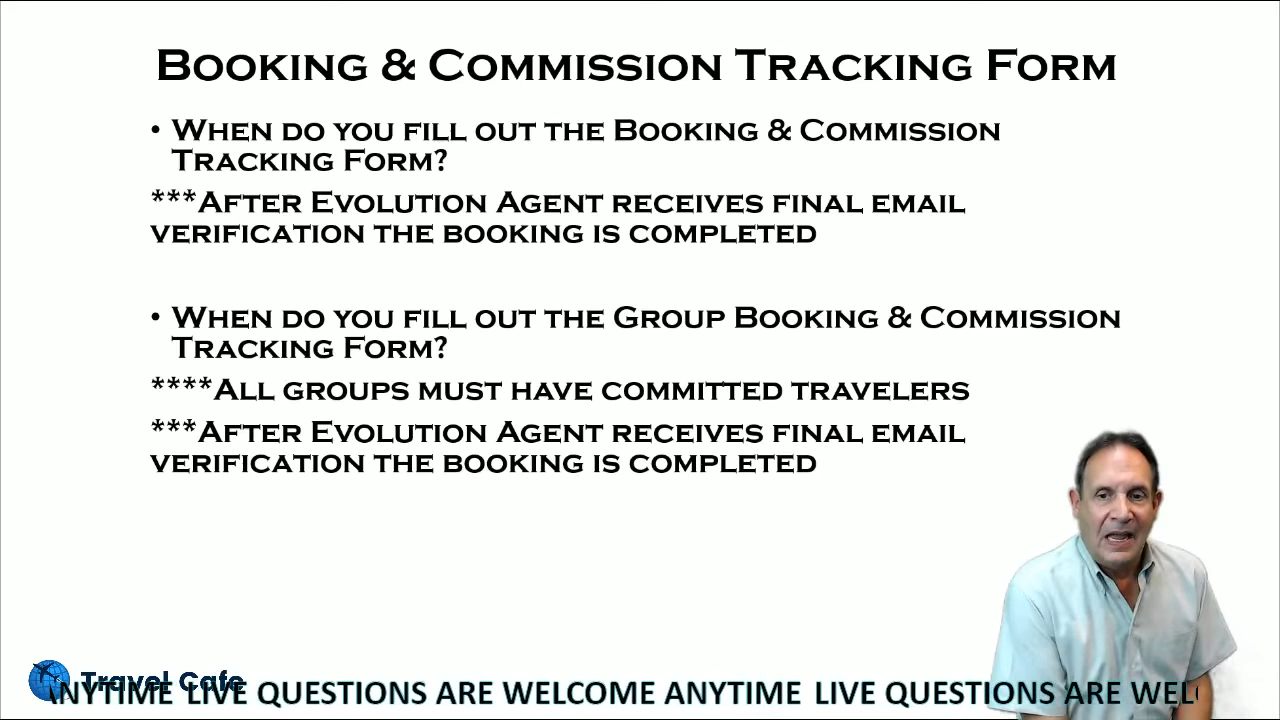 BOOKING & COMMISSION TRACKING FORM
• WHEN DO YOU FILL OUT THE BOOKING & COMMISSION
TRACKING FORM?
***AFTER EVOLUTION AGENT RECEIVES FINAL EMAIL
VERIFICATION THE BOOKING IS COMPLETED
• WHEN DO YOU FILL OUT THE GROUP BOOKING & COMMISSION
TRACKING FORM?
****ALL GROUPS MUST HAVE COMMITTED TRAVELERS
***AFTER EVOLUTION AGENT RECEIVES FINAL EMAIL
VERIFICATION THE BOOKING IS COMPLETED
Travel Cafe
ANYTIME LIVE QUESTIONS ARE WELCOME ANYTIME LIVE QUESTIONS ARE WEL